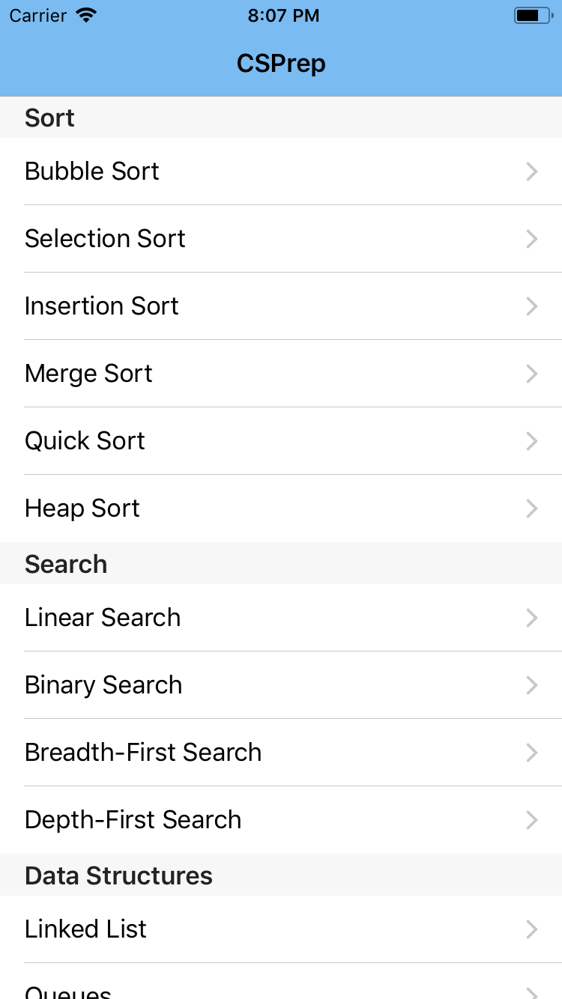 Carrier 8:07 PM
CSPrep
Sort
Bubble Sort
Selection Sort
Insertion Sort
Merge Sort
Quick Sort
Heap Sort
Search
Linear Search
Binary Search
Breadth-First Search
Depth-First Search
Data Structures
Linked List
Queues